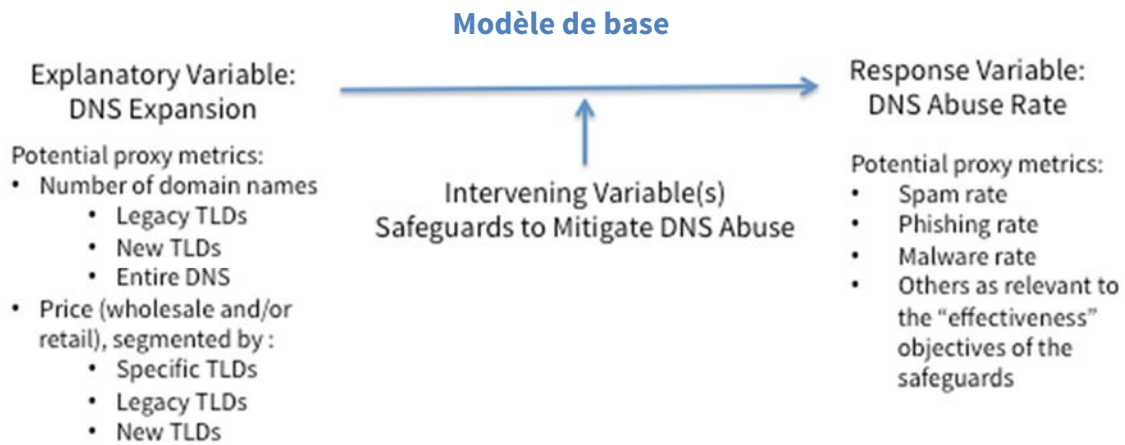 Modèle de base
Explanatory Variable:
DNS Expansion
Potential proxy metrics:
• Number of domain names
• Legacy TLDs
• New TLDs
• Entire DNS
• Price (wholesale and/or
retail), segmented by :
• Specific TLDs
• Legacy TLDs
• New TLDs
Intervening Variable(s)
Safeguards to Mitigate DNS Abuse
Response Variable:
DNS Abuse Rate
Potential proxy metrics:
• Spam rate
• Phishing rate
• Malware rate
• Others as relevant to
the “effectiveness”
objectives of the
safeguards